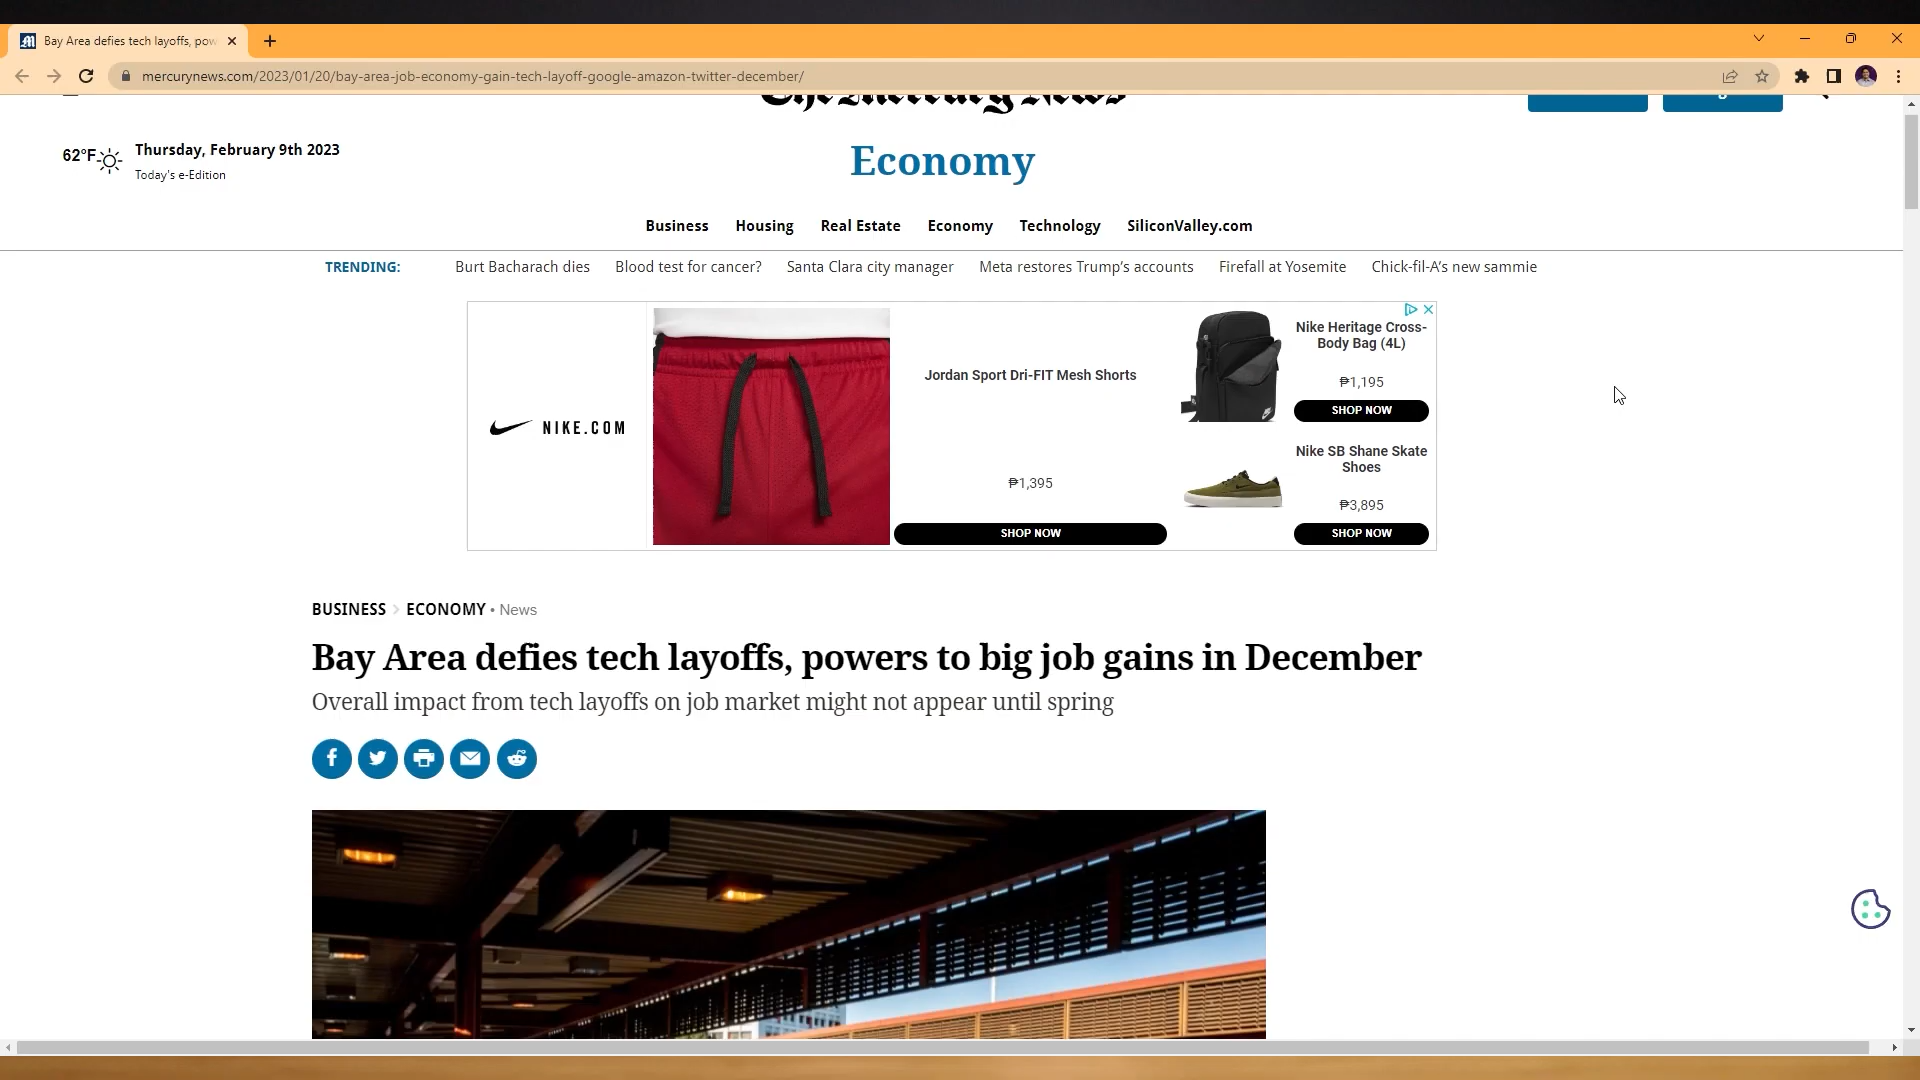 Bay Area defies tech layoffs, pow
mercurynews.com/2023/01/20/bay-area-job-economy-gain-tech-layoff-google-amazon-twitter-december/
The Mercury News
62°F
Thursday, February 9th 2023
Today's e-Edition
Economy
Business Housing Real Estate Economy Technology SiliconValley.com
TRENDING: Burt Bacharach dies Blood test for cancer? Santa Clara city manager Meta restores Trump's accounts Firefall at Yosemite Chick-fil-A's new sammie
NIKE.COM
Jordan Sport Dri-FIT Mesh Shorts
₱1,395
SHOP NOW
Nike Heritage Cross-
Body Bag (4L)
₱1,195
SHOP NOW
Nike SB Shane Skate
Shoes
₱3,895
SHOP NOW
BUSINESS > ECONOMY • News
Bay Area defies tech layoffs, powers to big job gains in December
Overall impact from tech layoffs on job market might not appear until spring